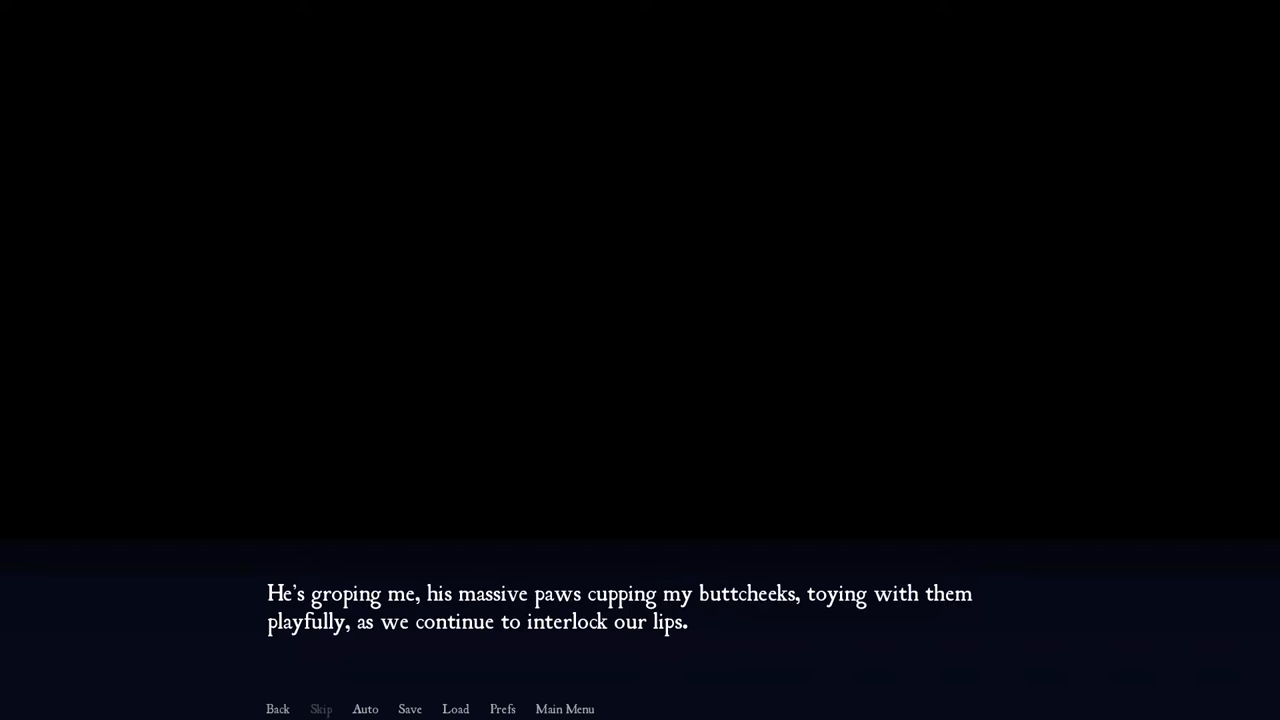 He's groping me, his massive paws cupping my buttcheeks, toying with them
playfully, as we continue to interlock our lips.
Back Skip Auto Save Load Prefs Main Menu